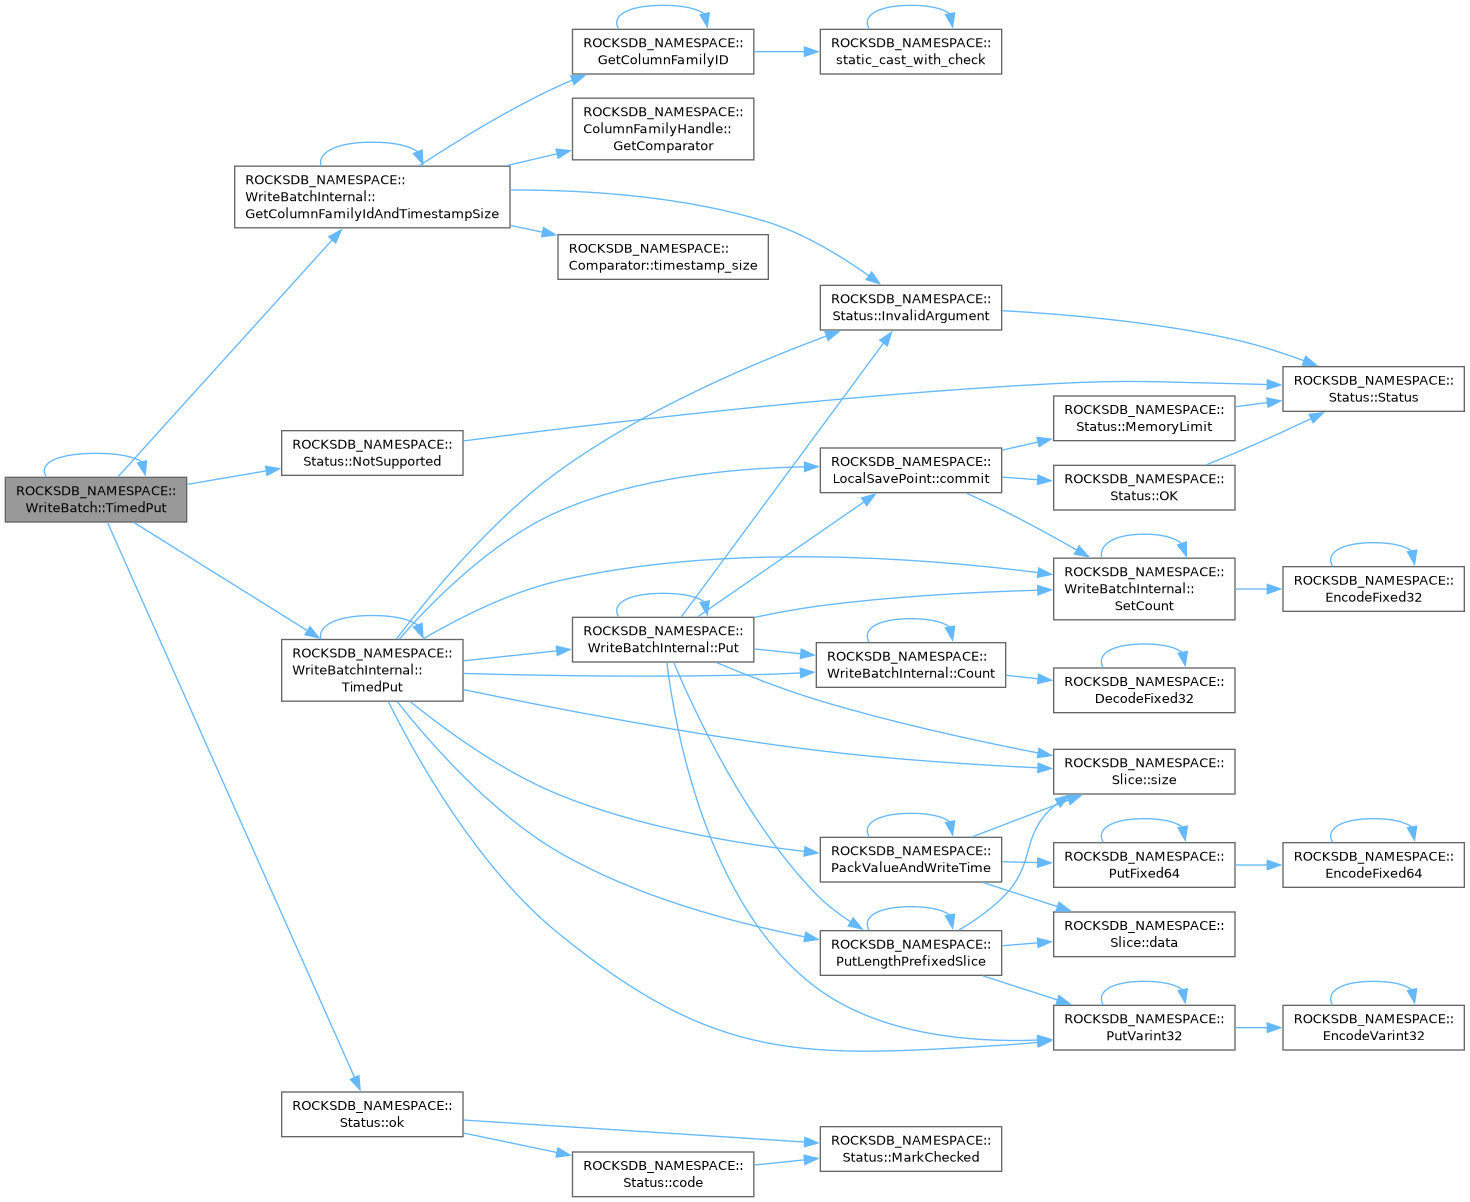 ROCKSDB_NAMESPACE::
GetColumnFamilyID
ROCKSDB_NAMESPACE::
static_cast_with_check
ROCKSDB_NAMESPACE::
ColumnFamilyHandle::
GetComparator
ROCKSDB_NAMESPACE::
WriteBatchInternal::
GetColumnFamilyIdAndTimestampSize
ROCKSDB_NAMESPACE::
Comparator::timestamp_size
ROCKSDB_NAMESPACE::
Status::InvalidArgument
ROCKSDB_NAMESPACE::
Status::Status
ROCKSDB_NAMESPACE::
Status::MemoryLimit
ROCKSDB_NAMESPACE::
Status::NotSupported
ROCKSDB_NAMESPACE::
LocalSavePoint::commit
ROCKSDB_NAMESPACE::
Status::OK
ROCKSDB_NAMESPACE::
WriteBatch::TimedPut
ROCKSDB_NAMESPACE::
WriteBatchInternal::
SetCount
ROCKSDB_NAMESPACE::
EncodeFixed32
ROCKSDB_NAMESPACE::
WriteBatchInternal::Put
ROCKSDB_NAMESPACE::
WriteBatchInternal::
TimedPut
ROCKSDB_NAMESPACE::
WriteBatchInternal::Count
ROCKSDB_NAMESPACE::
DecodeFixed32
ROCKSDB_NAMESPACE::
Slice::size
ROCKSDB_NAMESPACE::
PackValueAndWriteTime
ROCKSDB_NAMESPACE::
PutFixed64
ROCKSDB_NAMESPACE::
EncodeFixed64
ROCKSDB_NAMESPACE::
Slice::data
ROCKSDB_NAMESPACE::
PutLengthPrefixedSlice
ROCKSDB_NAMESPACE::
PutVarint32
ROCKSDB_NAMESPACE::
EncodeVarint32
ROCKSDB_NAMESPACE::
Status::ok
ROCKSDB_NAMESPACE::
Status::MarkChecked
ROCKSDB_NAMESPACE::
Status::code